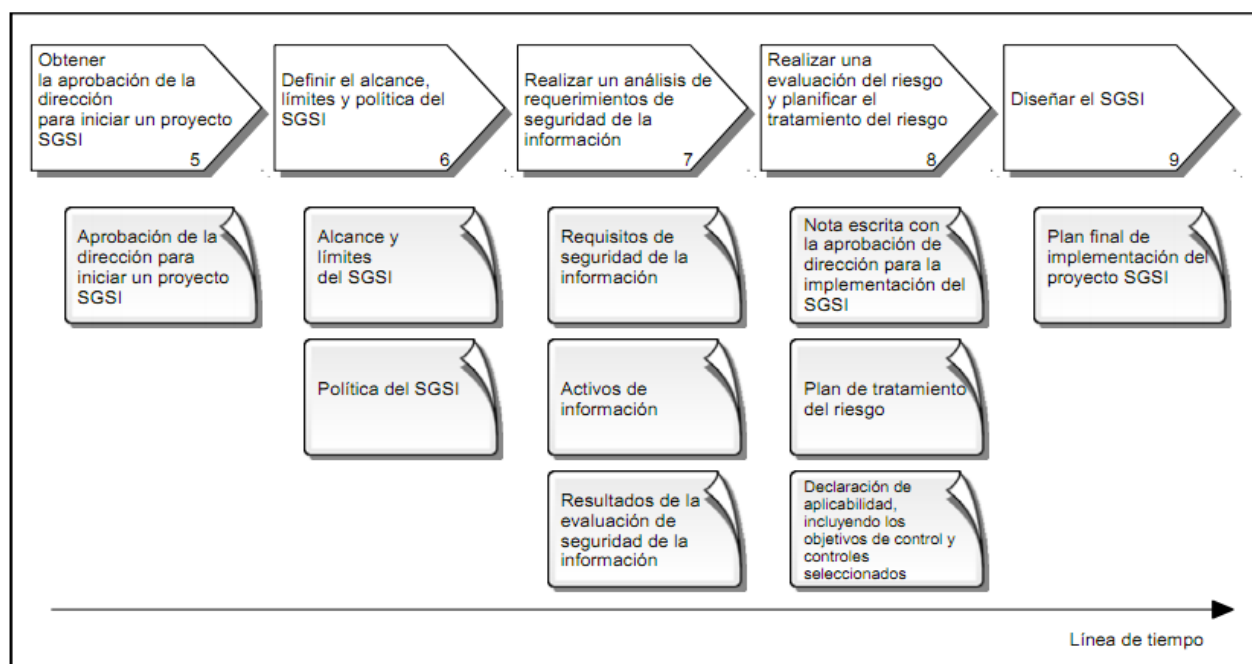 Obtener
la aprobación de la
dirección
para iniciar un proyecto
SGSI
5
Definir el alcance,
límites y política del
SGSI
6
Realizar un análisis de
requerimientos de
seguridad de la
información
7
Realizar una
evaluación del riesgo
y planificar el
tratamiento del riesgo
8
Diseñar el SGSI
9
Aprobación de la
dirección para
iniciar un proyecto
SGSI
Alcance y
límites
del SGSI
Requisitos de
seguridad de la
información
Nota escrita con
la aprobación de
dirección para la
implementación del
SGSI
Plan final de
implementación del
proyecto SGSI
Política del SGSI
Activos de
información
Plan de tratamiento
del riesgo
Resultados de la
evaluación de
seguridad de la
información
Declaración de
aplicabilidad,
incluyendo los
objetivos de control y
controles
seleccionados
Línea de tiempo